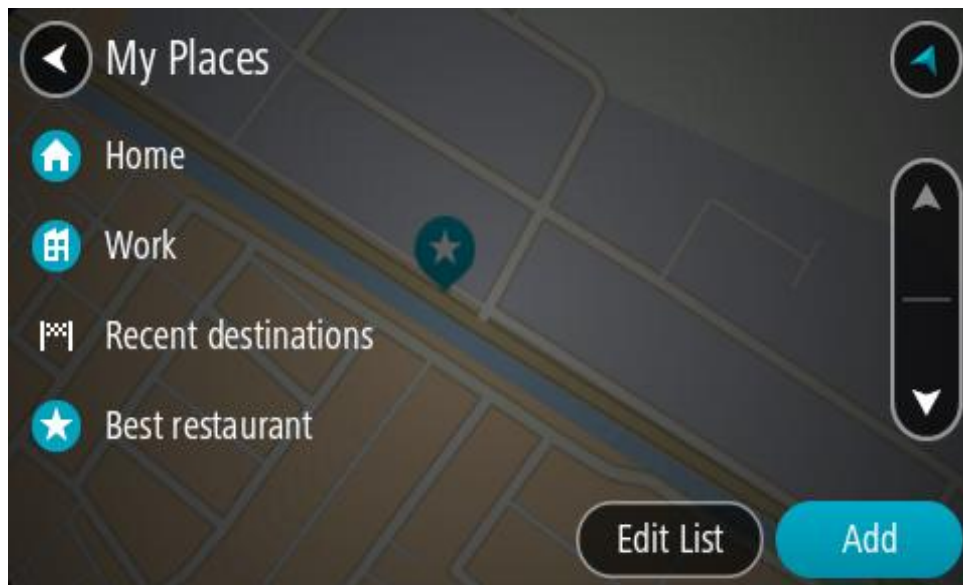 My Places
Home
Work
Recent destinations
Best restaurant
Edit List
Add